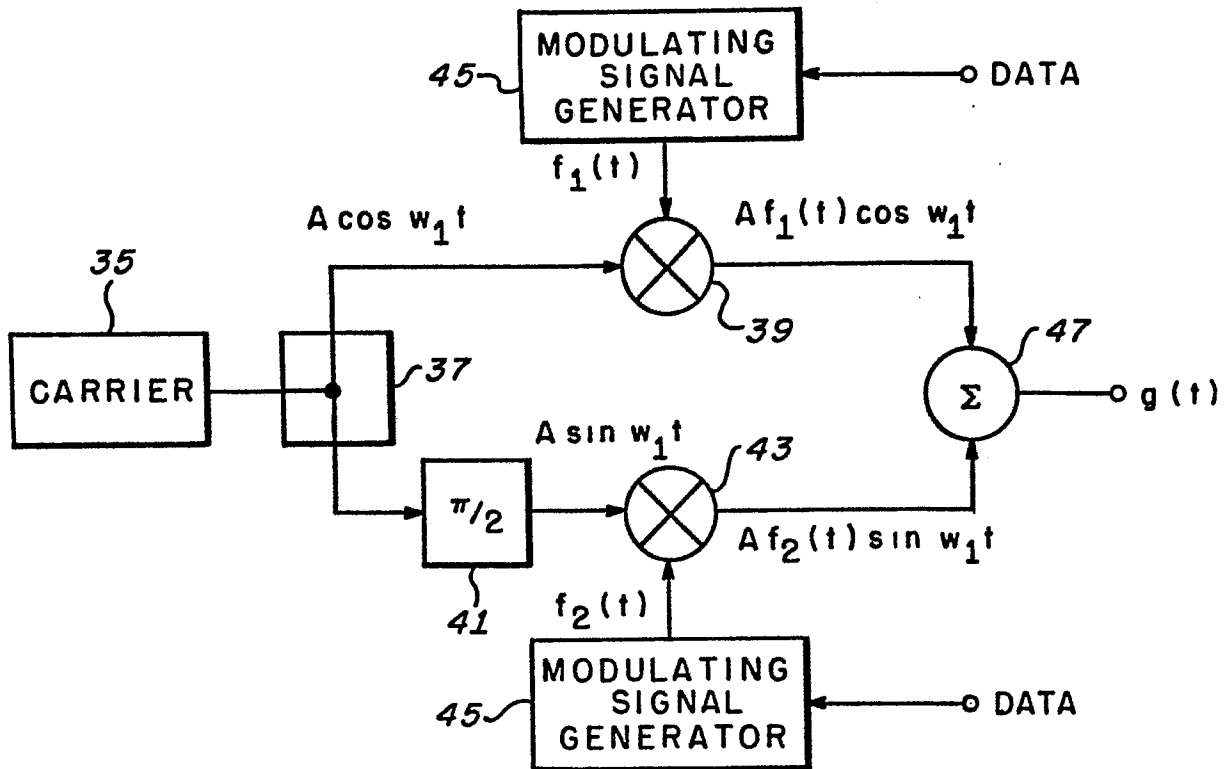 MODULATING
SIGNAL
GENERATOR
45
DATA
f₁(t)
A cos w₁t
Af₁(t) cos w₁t
35
39
47
CARRIER
37
Σ
g(t)
A sin w₁t
43
π/2
Af₂(t) sin w₁t
41
f₂(t)
MODULATING
SIGNAL
GENERATOR
45
DATA